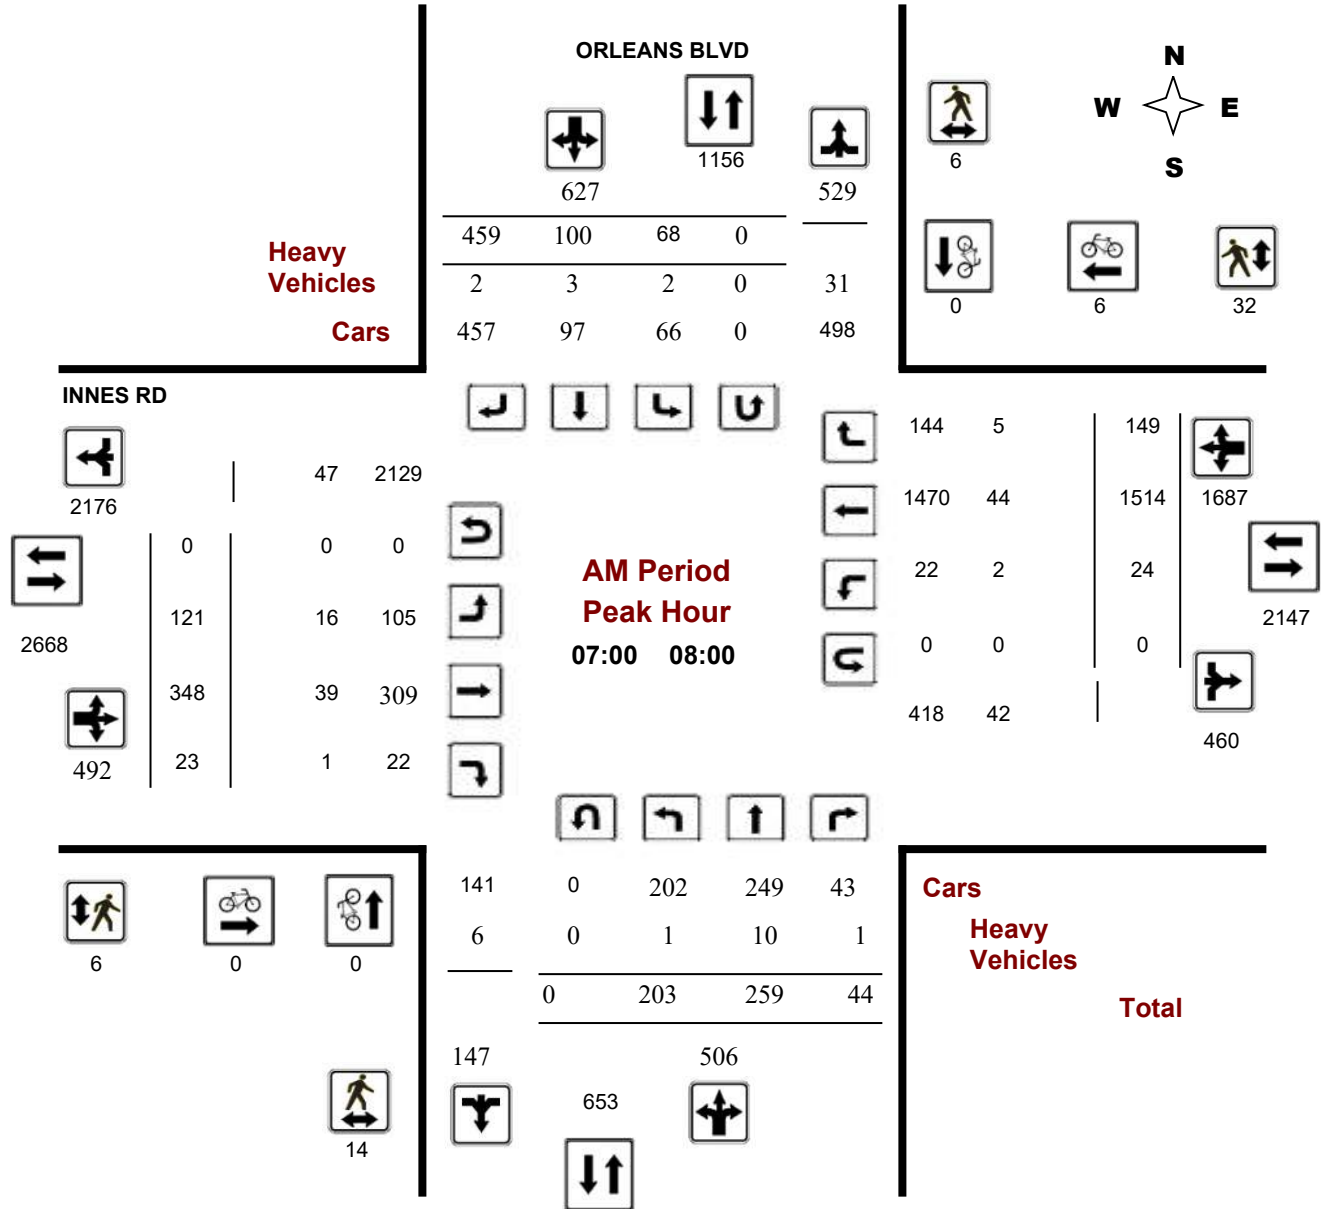 ORLEANS BLVD
N
W E
S
1156
6
627 529
459 100 68 0
Heavy
Vehicles
2 3 2 0 31
0 6 32
Cars
457 97 66 0 498
INNES RD
144 5 149
47 2129
2176
1470 44 1514 1687
0 0 0
AM Period
22 2 24
121 16 105
Peak Hour
2147
2668
07:00 08:00
0 0 0
348 39 309
418 42
460
492 23 1 22
141 0 202 249 43
Cars
6 0 1 10 1
Heavy
Vehicles
6 0 0
0 203 259 44
Total
147 506
653
14